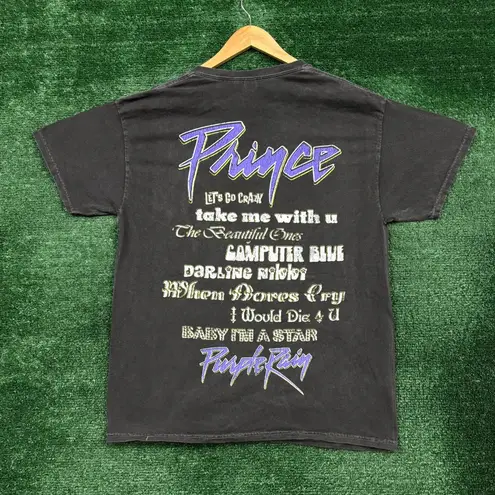 Prince
LET'S GO CRAZY
take me with u
The Beautiful Ones
COMPUTER BLUE
DARLING NIKKI
When Doves Cry
I Would Die 4 U
BABY I'M A STAR
Purple Rain